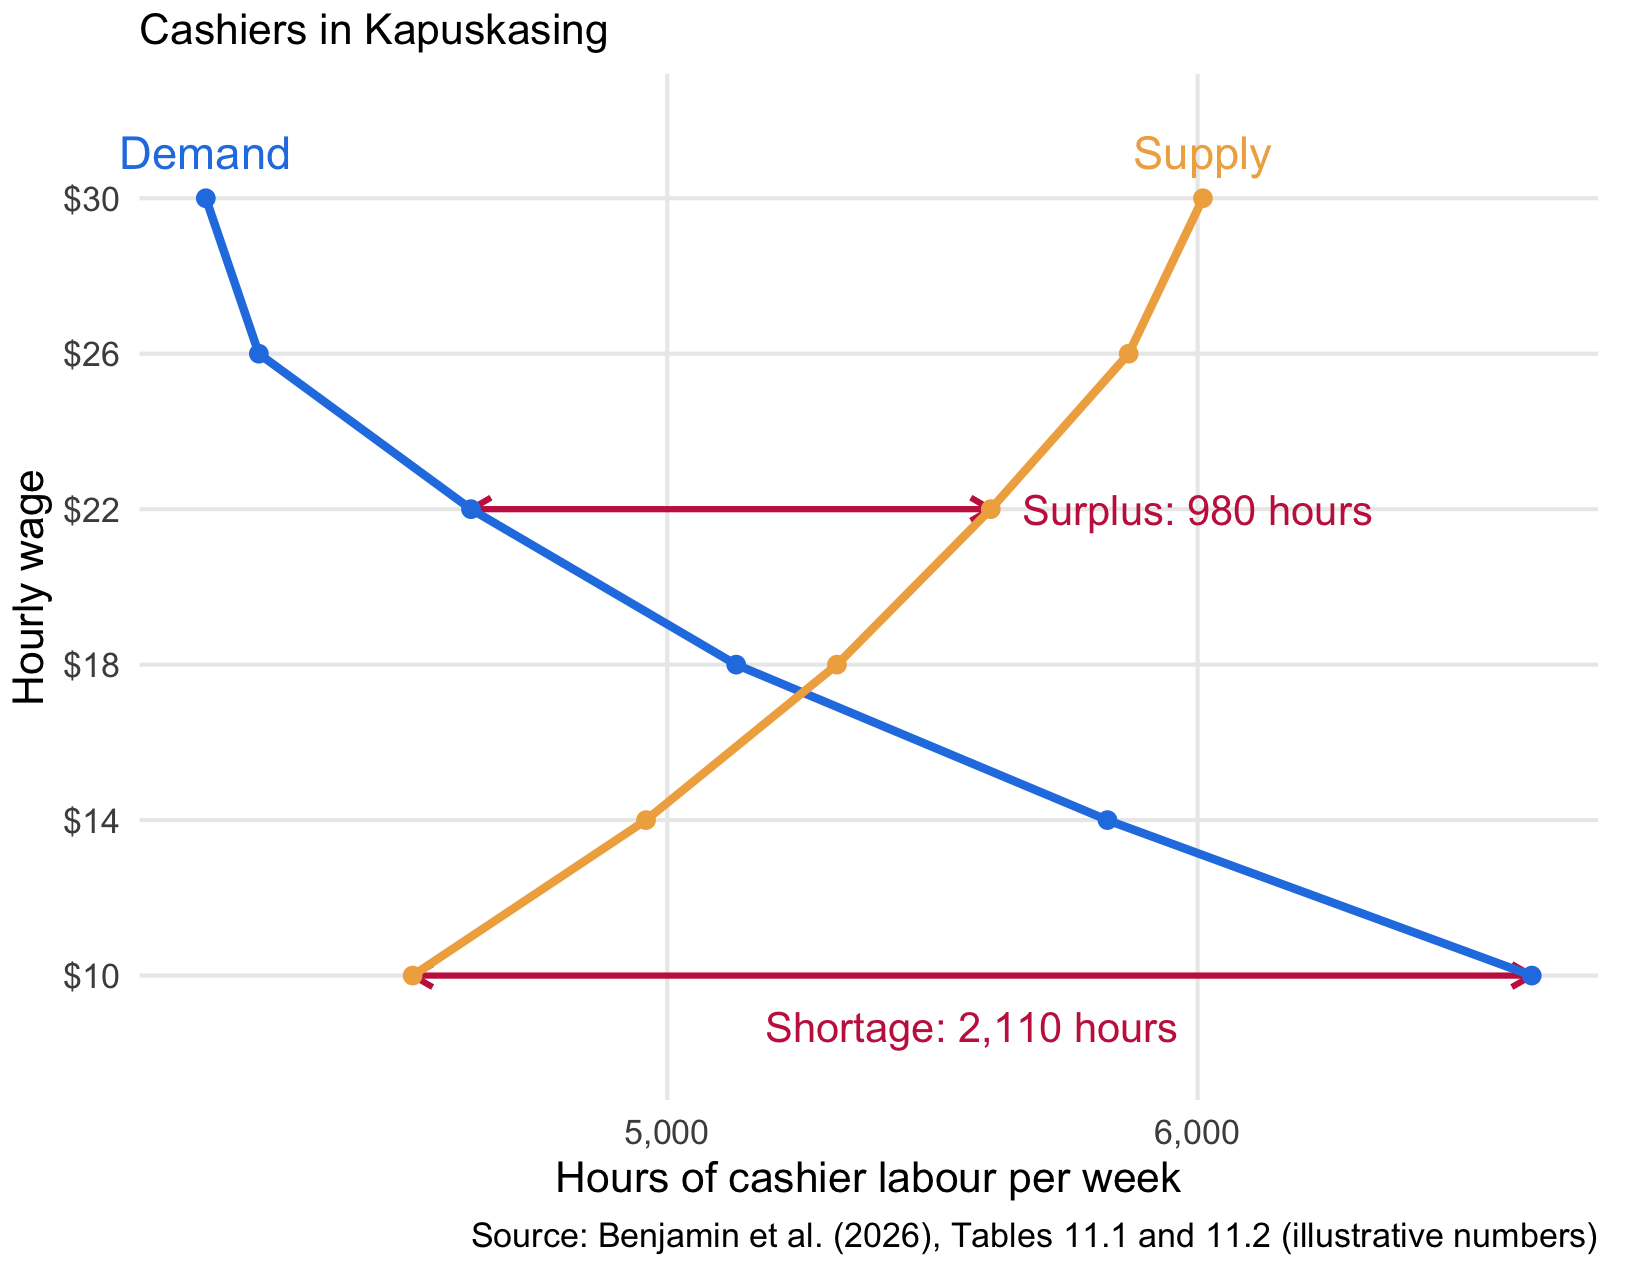 Cashiers in Kapuskasing
Demand
Supply
$30
$26
$22
Surplus: 980 hours
$18
$14
$10
Shortage: 2,110 hours
Hourly wage
5,000
6,000
Hours of cashier labour per week
Source: Benjamin et al. (2026), Tables 11.1 and 11.2 (illustrative numbers)